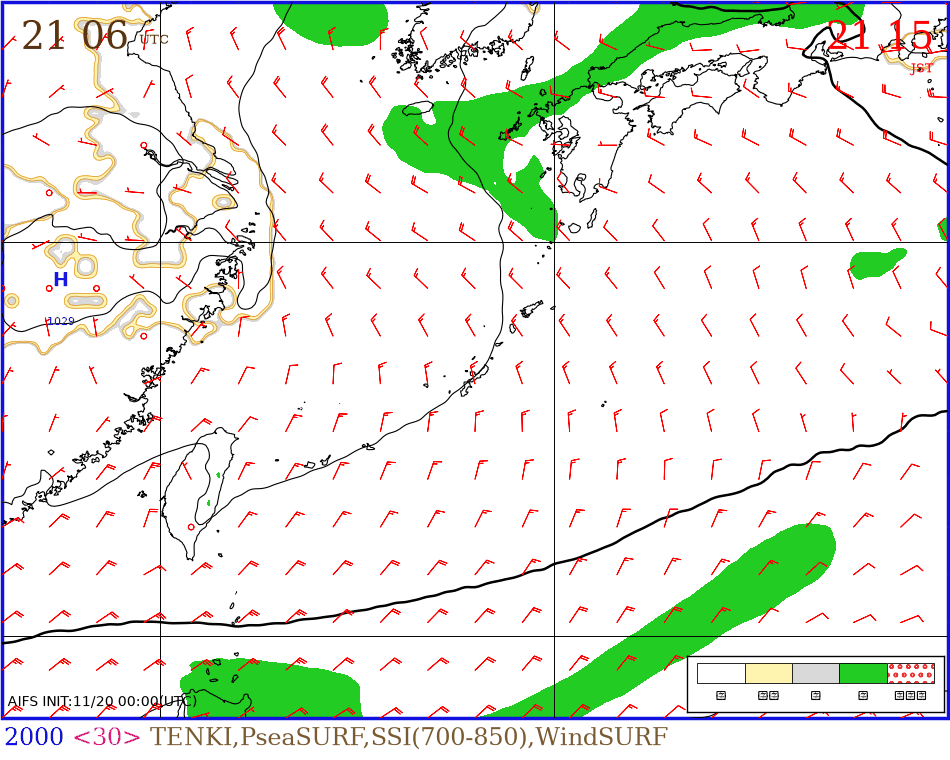 21 06 UTC
21 15 JST
H
1029
AIFS INIT:11/20 00:00(UTC)
2000 <30> TENKI,PseaSURF,SSI(700-850),WindSURF